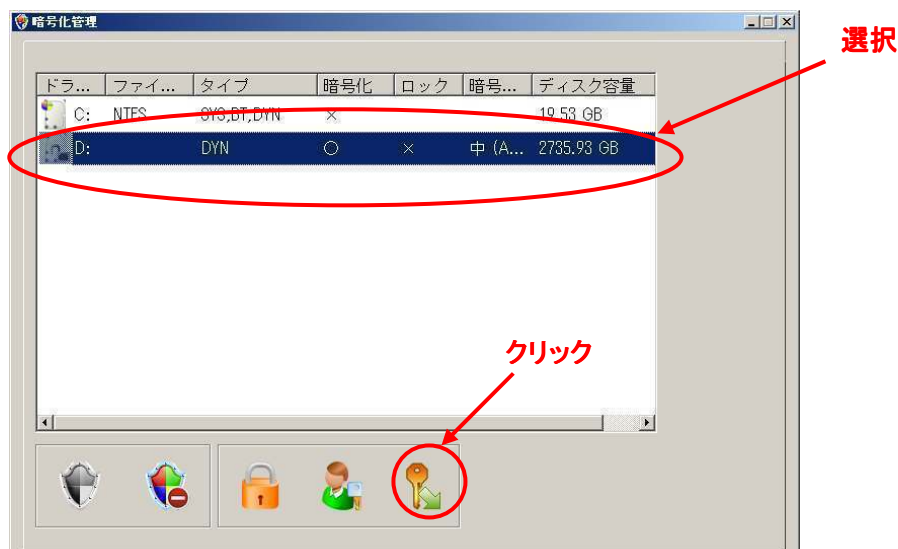 暗号化管理
選択
ドラ... ファイ... タイプ 暗号化 ロック 暗号... ディスク容量
C: NTFS SYS,BT,DYN × 19.53 GB
D: DYN ○ × 中 (A... 2735.93 GB
クリック